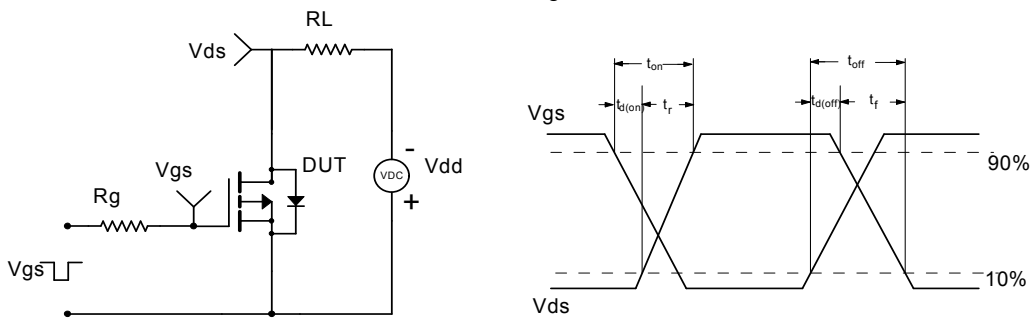 RL
Vds
DUT
Vgs
Rg
VDC
-
+
Vdd
Vgs
ton
toff
td(on)
tr
td(off)
tf
Vgs
90%
10%
Vds